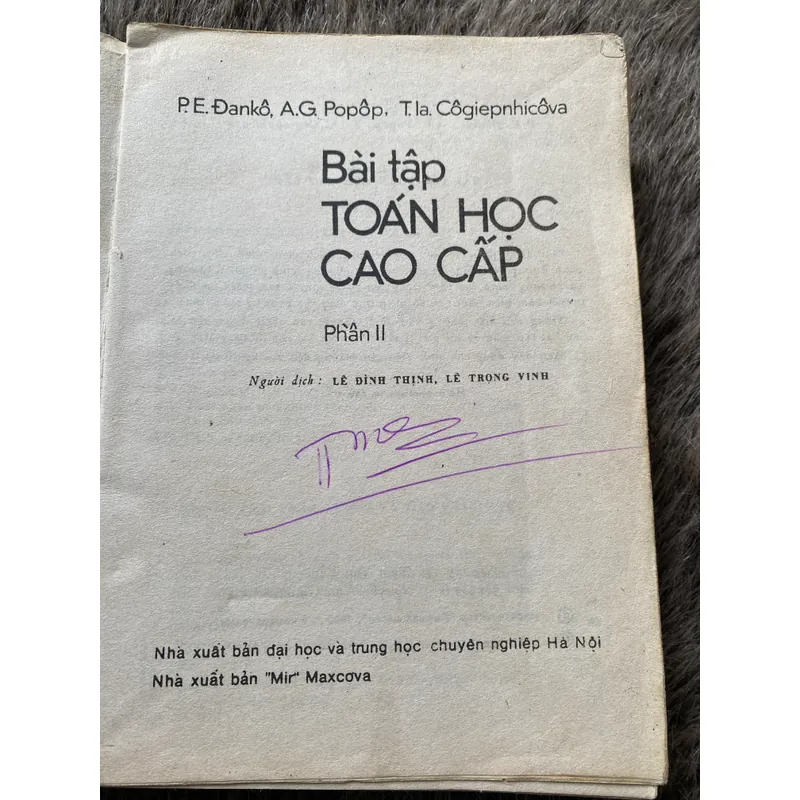 P.E. Đankô, A.G. Popôp, T.Ia. Côgiepnhicôva
Bài tập
TOÁN HỌC
CAO CẤP
Phần II
Người dịch : LÊ ĐÌNH THỊNH, LÊ TRỌNG VINH
Nhà xuất bản đại học và trung học chuyên nghiệp Hà Nội
Nhà xuất bản "Mir" Maxcơva